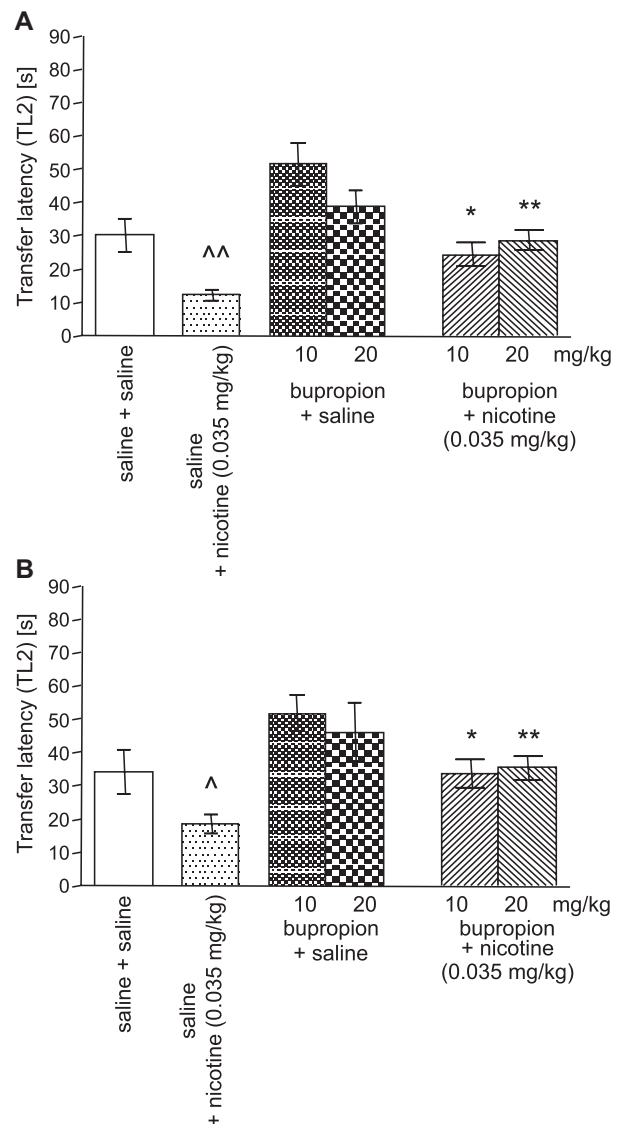 A
Transfer latency (TL2) [s]
90
80
70
60
50
40
30
20
10
0
^^
*
**
10
20
10
20
mg/kg
saline + saline
saline
+ nicotine (0.035 mg/kg)
bupropion
+ saline
bupropion
+ nicotine
(0.035 mg/kg)
B
Transfer latency (TL2) [s]
90
80
70
60
50
40
30
20
10
0
^
*
**
10
20
10
20
mg/kg
saline + saline
saline
+ nicotine (0.035 mg/kg)
bupropion
+ saline
bupropion
+ nicotine
(0.035 mg/kg)